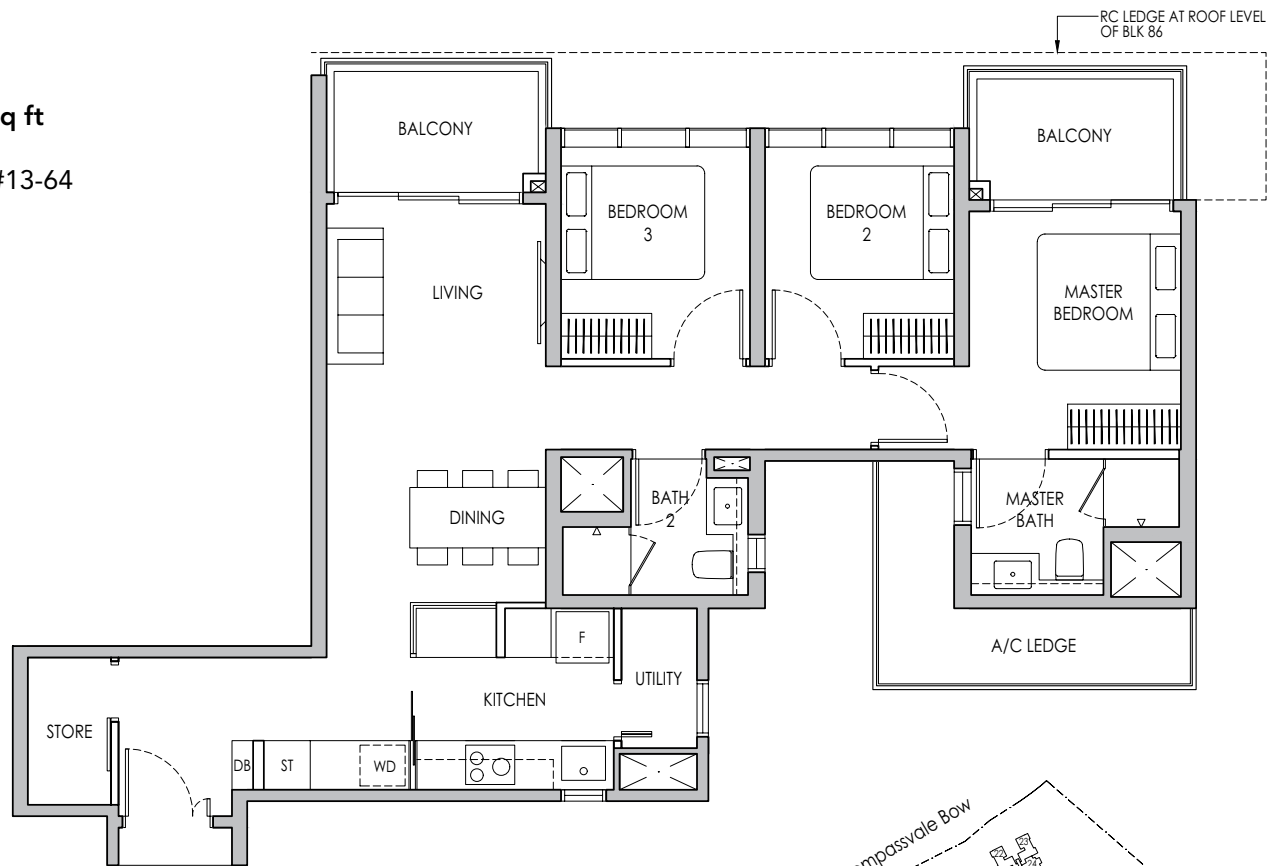 RC LEDGE AT ROOF LEVEL
OF BLK 86
q ft
#13-64
BALCONY
BALCONY
BEDROOM
3
BEDROOM
2
LIVING
MASTER
BEDROOM
DINING
BATH
2
MASTER
BATH
F
A/C LEDGE
UTILITY
KITCHEN
STORE
DB
ST
WD
mpassvale Bow